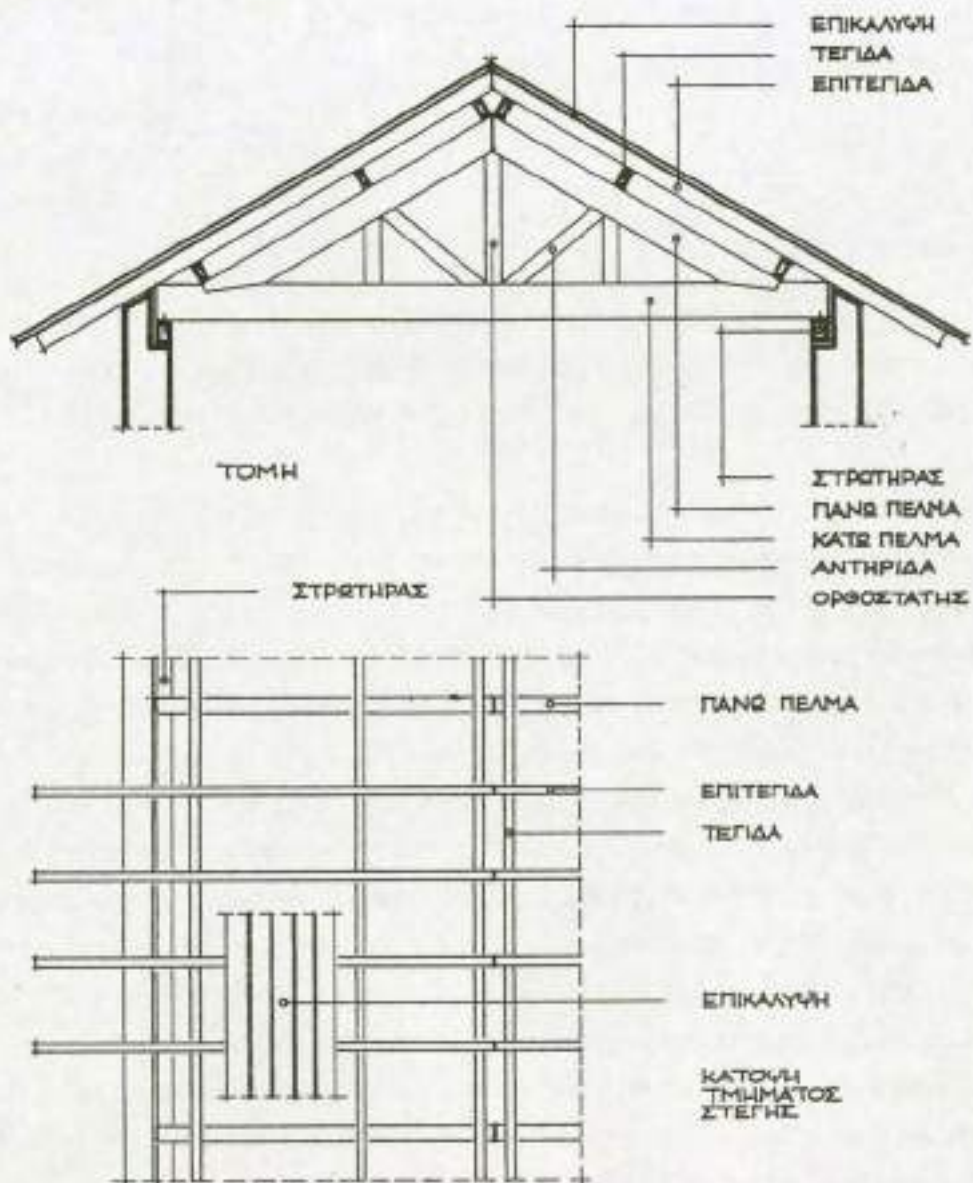 ΕΠΙΚΑΛΥΨΗ
ΤΕΓΙΔΑ
ΕΠΙΤΕΓΙΔΑ
ΤΟΜΗ
ΣΤΡΩΤΗΡΑΣ
ΠΑΝΩ ΠΕΛΜΑ
ΚΑΤΩ ΠΕΛΜΑ
ΑΝΤΗΡΙΔΑ
ΟΡΘΟΣΤΑΤΗΣ
ΣΤΡΩΤΗΡΑΣ
ΠΑΝΩ ΠΕΛΜΑ
ΕΠΙΤΕΓΙΔΑ
ΤΕΓΙΔΑ
ΕΠΙΚΑΛΥΨΗ
ΚΑΤΟΨΗ
ΤΜΗΜΑΤΟΣ
ΣΤΕΓΗΣ